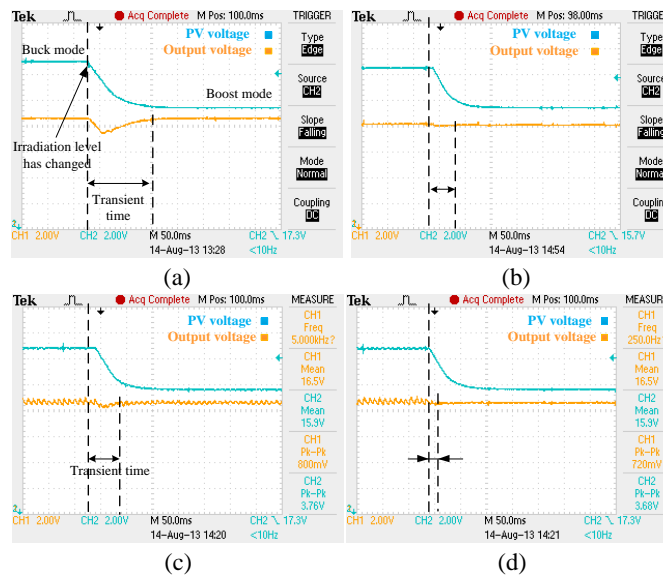 Tek Acq Complete M Pos: 100.0ms TRIGGER
Buck mode
PV voltage
Output voltage
Boost mode
Irradiation level
has changed
Transient
time
Type
Edge
Source
CH2
Slope
Falling
Mode
Normal
Coupling
DC
2
CH1 2.00V CH2 2.00V M 50.0ms CH2 \ 17.3V
14-Aug-13 13:28 <10Hz
(a)
Tek Acq Complete M Pos: 98.00ms TRIGGER
PV voltage
Output voltage
Type
Edge
Source
CH2
Slope
Falling
Mode
Normal
Coupling
DC
2
CH1 2.00V CH2 2.00V M 50.0ms CH2 \ 15.7V
14-Aug-13 14:54 <10Hz
(b)
Tek Acq Complete M Pos: 100.0ms MEASURE
PV voltage
Output voltage
Transient time
CH1
Freq
5.000kHz?
CH1
Mean
16.5V
CH2
Mean
15.9V
CH1
Pk-Pk
800mV
CH2
Pk-Pk
3.76V
2
CH1 2.00V CH2 2.00V M 50.0ms CH2 \ 17.3V
14-Aug-13 14:20 <10Hz
(c)
Tek Acq Complete M Pos: 100.0ms MEASURE
PV voltage
Output voltage
CH1
Freq
250.0Hz?
CH1
Mean
16.5V
CH2
Mean
15.9V
CH1
Pk-Pk
720mV
CH2
Pk-Pk
3.68V
2
CH1 2.00V CH2 2.00V M 50.0ms CH2 \ 17.3V
14-Aug-13 14:21 <10Hz
(d)